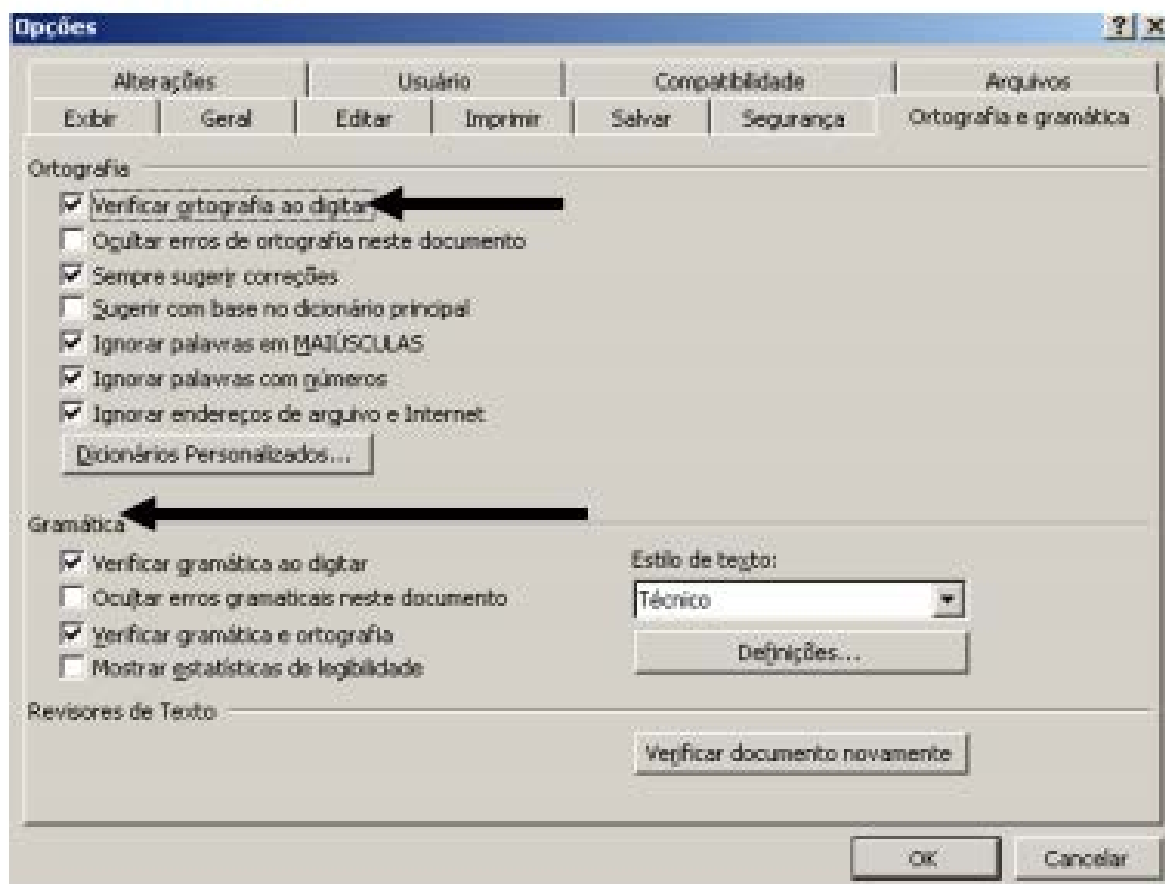 Opções
Alterações Usuário Compatibilidade Arquivos
Exibir Geral Editar Imprimir Salvar Segurança Ortografia e gramática
Ortografia
Verificar ortografia ao digitar
Ocultar erros de ortografia neste documento
Sempre sugerir correções
Sugerir com base no dicionário principal
Ignorar palavras em MAIÚSCULAS
Ignorar palavras com números
Ignorar endereços de arquivo e Internet
Dicionários Personalizados...
Gramática
Verificar gramática ao digitar Estilo de texto:
Ocultar erros gramaticais neste documento Técnico
Verificar gramática e ortografia
Mostrar estatísticas de legibilidade Definições...
Revisores de Texto
Verificar documento novamente
OK Cancelar